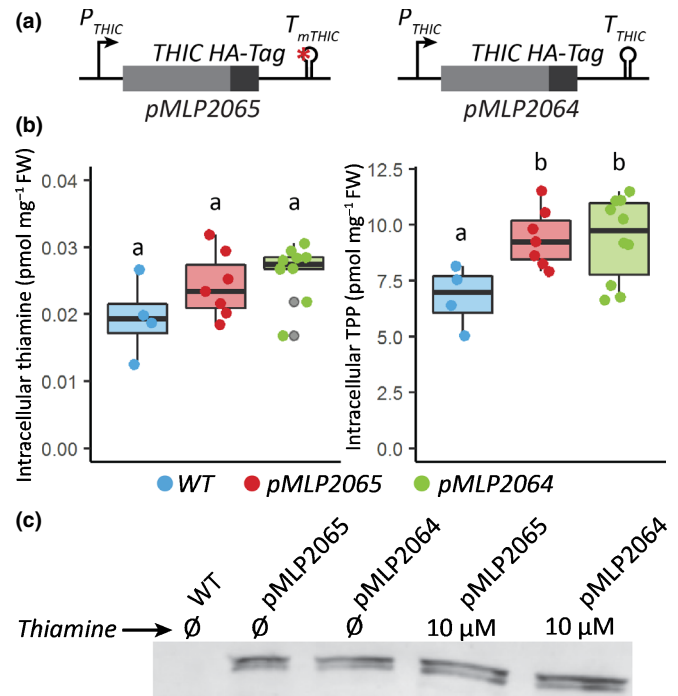 (a)
P_THIC THIC HA-Tag T_mTHIC
pMLP2065
P_THIC THIC HA-Tag T_THIC
pMLP2064
(b)
Intracellular thiamine (pmol mg⁻¹ FW)
0.04
0.03
0.02
0.01
0.00
a a a
Intracellular TPP (pmol mg⁻¹ FW)
12.5
10.0
7.5
5.0
2.5
0.0
a b b
WT pMLP2065 pMLP2064
(c)
WT pMLP2065 pMLP2064 pMLP2065 pMLP2064
Thiamine Ø Ø Ø 10 µM 10 µM